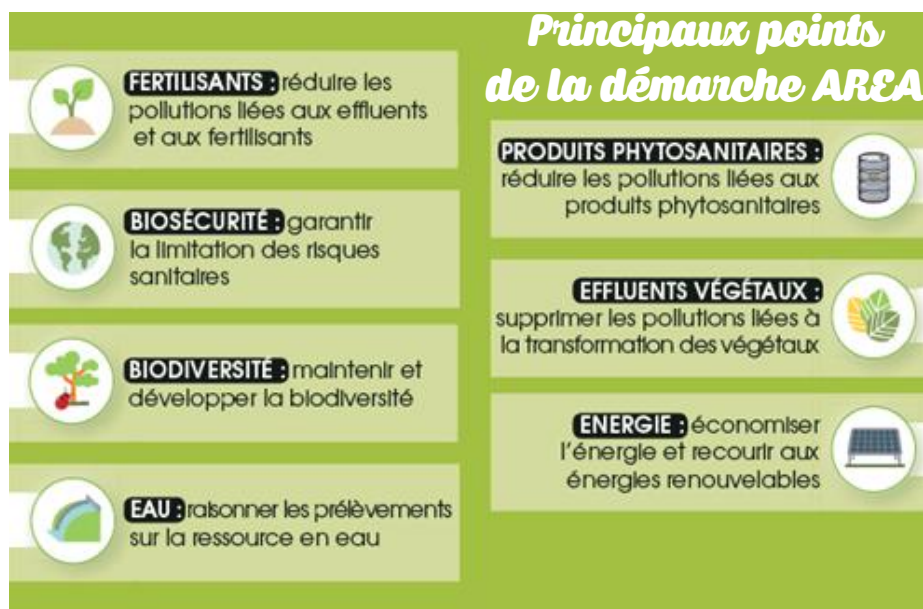 Principaux points
de la démarche AREA
FERTILISANTS : réduire les
pollutions liées aux effluents
et aux fertilisants
BIOSÉCURITÉ : garantir
la limitation des risques
sanitaires
BIODIVERSITÉ : maintenir et
développer la biodiversité
EAU : raisonner les prélèvements
sur la ressource en eau
PRODUITS PHYTOSANITAIRES :
réduire les pollutions liées aux
produits phytosanitaires
EFFLUENTS VÉGÉTAUX :
supprimer les pollutions liées à
la transformation des végétaux
ENERGIE : économiser
l'énergie et recourir aux
énergies renouvelables